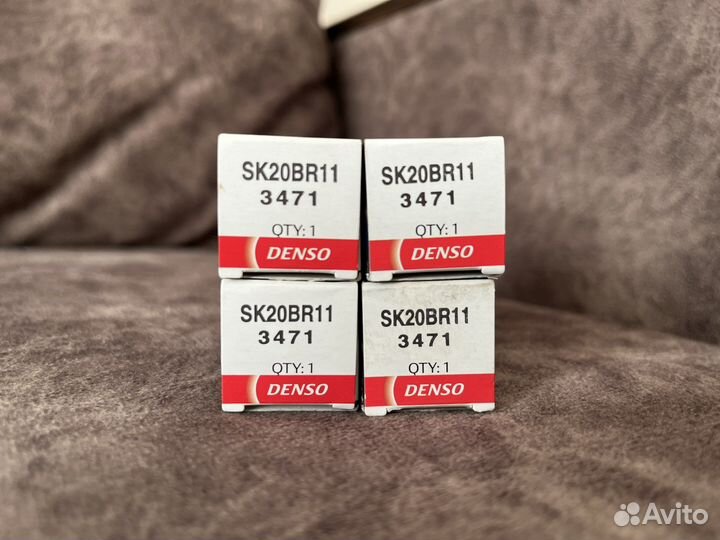 SK20BR11
3471
QTY: 1
DENSO
SK20BR11
3471
QTY: 1
DENSO
SK20BR11
3471
QTY: 1
DENSO
SK20BR11
3471
QTY: 1
DENSO
Avito